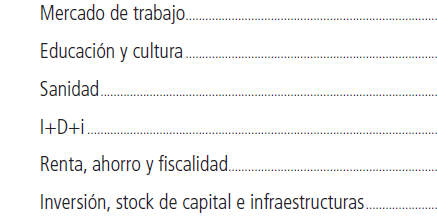 Mercado de trabajo
Educación y cultura
Sanidad
I+D+i
Renta, ahorro y fiscalidad
Inversión, stock de capital e infraestructuras